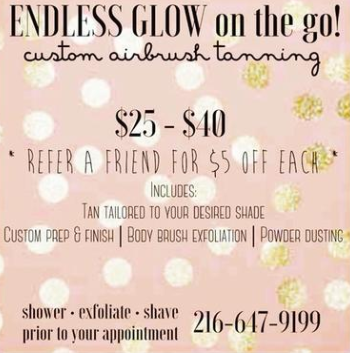 ENDLESS GLOW on the go!
custom airbrush tanning
$25 - $40
* REFER A FRIEND FOR $5 OFF EACH *
INCLUDES:
TAN TAILORED TO YOUR DESIRED SHADE
CUSTOM PREP & FINISH | BODY BRUSH EXFOLIATION | POWDER DUSTING
shower • exfoliate • shave
prior to your appointment
216-647-9199